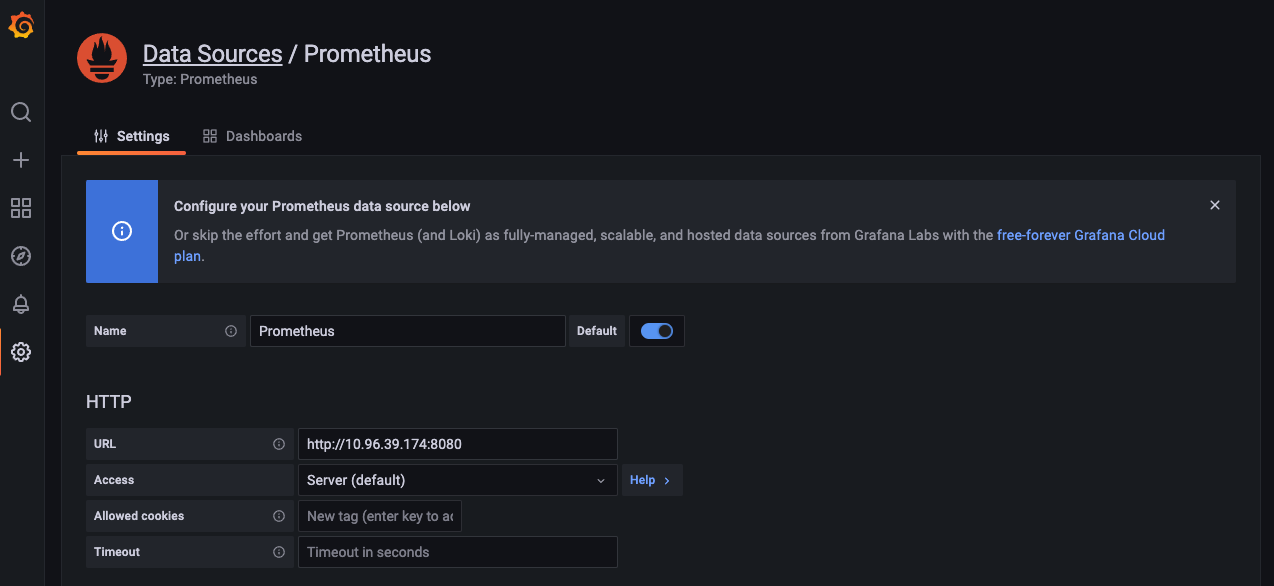 Data Sources / Prometheus
Type: Prometheus
Settings
Dashboards
Configure your Prometheus data source below
Or skip the effort and get Prometheus (and Loki) as fully-managed, scalable, and hosted data sources from Grafana Labs with the free-forever Grafana Cloud
plan.
Name
Prometheus
Default
HTTP
URL
http://10.96.39.174:8080
Access
Server (default)
Help
Allowed cookies
New tag (enter key to ac
Timeout
Timeout in seconds